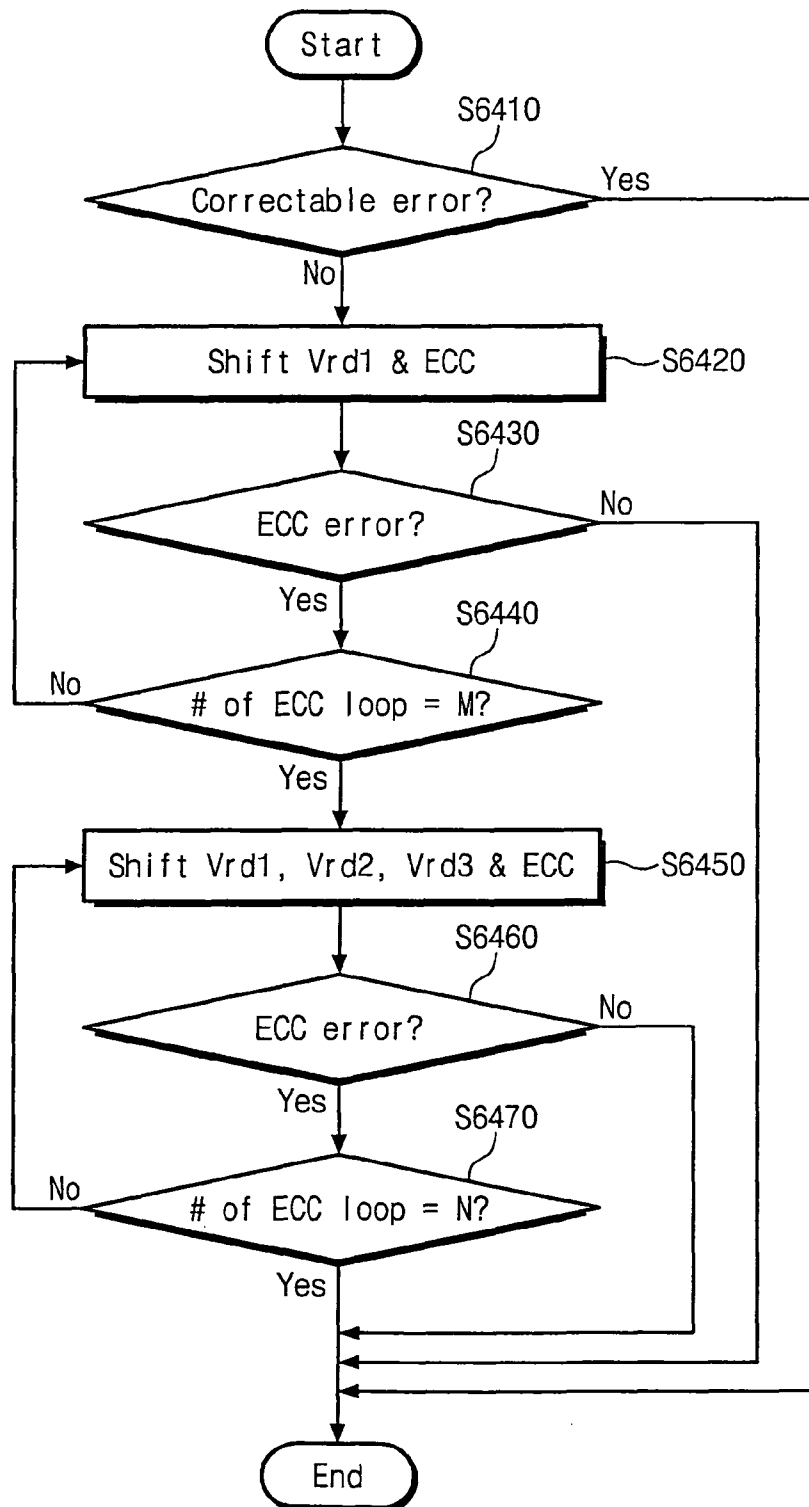 Start
S6410
Correctable error?
Yes
No
Shift Vrd1 & ECC
S6420
S6430
ECC error?
No
Yes
S6440
No
# of ECC loop = M?
Yes
Shift Vrd1, Vrd2, Vrd3 & ECC
S6450
S6460
ECC error?
No
Yes
S6470
No
# of ECC loop = N?
Yes
End